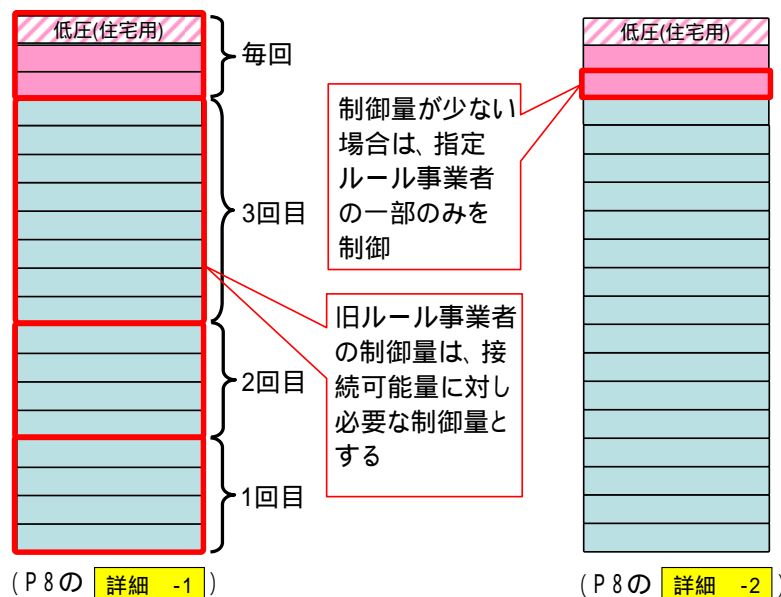 低圧(住宅用)
毎回
3回目
2回目
1回目
(P8の 詳細 -1)
制御量が少ない
場合は、指定
ルール事業者
の一部のみを
制御
旧ルール事業者
の制御量は、接
続可能量に対し
必要な制御量と
する
低圧(住宅用)
(P8の 詳細 -2)